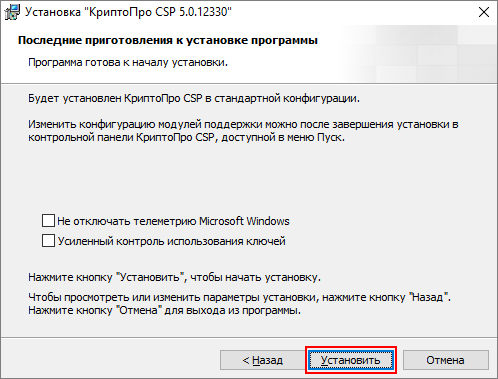 Установка "КриптоПро CSP 5.0.12330"
Последние приготовления к установке программы
Программа готова к началу установки.
Будет установлен КриптоПро CSP в стандартной конфигурации.
Изменить конфигурацию модулей поддержки можно после завершения установки в
контрольной панели КриптоПро CSP, доступной в меню Пуск.
Не отключать телеметрию Microsoft Windows
Усиленный контроль использования ключей
Нажмите кнопку "Установить", чтобы начать установку.
Чтобы просмотреть или изменить параметры установки, нажмите кнопку "Назад".
Нажмите кнопку "Отмена" для выхода из программы.
< Назад Установить Отмена